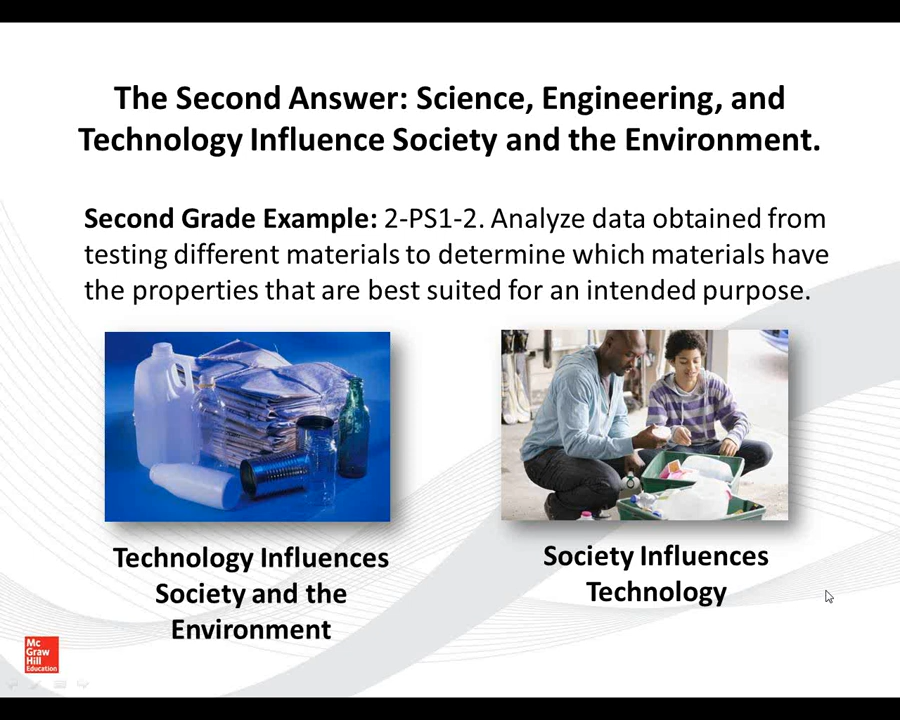 The Second Answer: Science, Engineering, and
Technology Influence Society and the Environment.
Second Grade Example: 2-PS1-2. Analyze data obtained from
testing different materials to determine which materials have
the properties that are best suited for an intended purpose.
Technology Influences
Society and the
Environment
Society Influences
Technology
Mc
Graw
Hill
Education